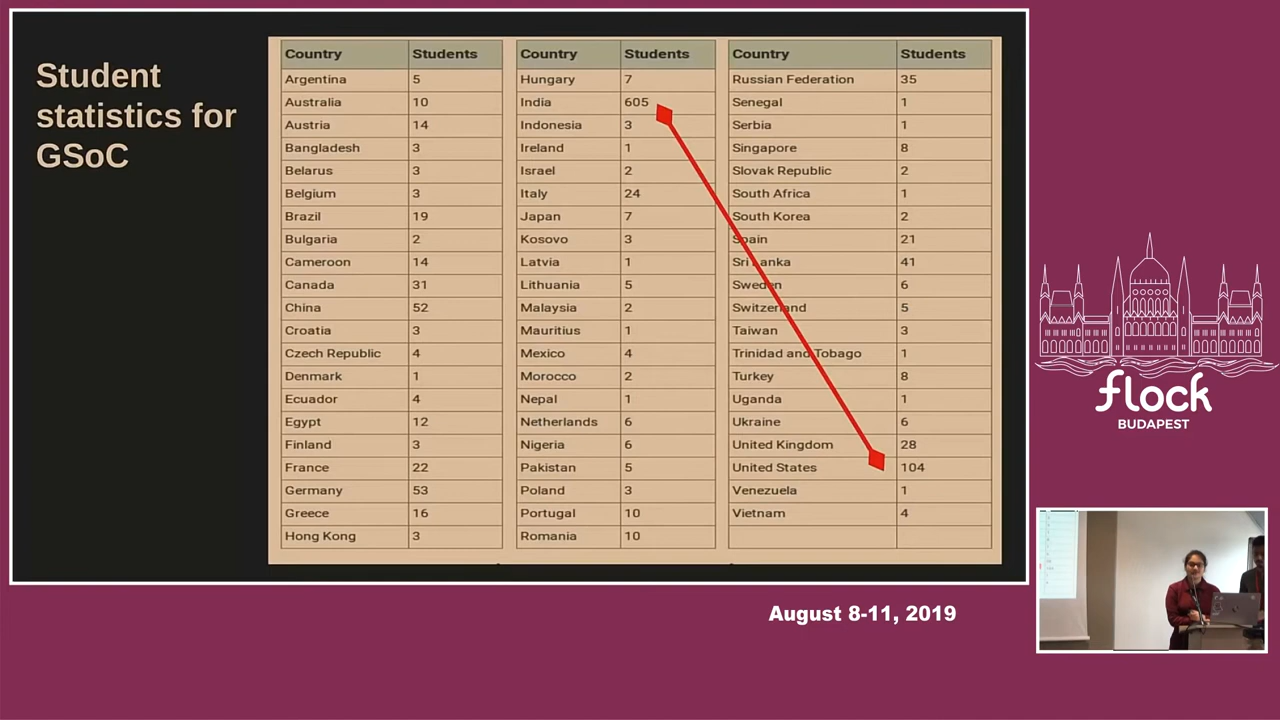 Student
statistics for
GSoC
Country Students
Argentina 5
Australia 10
Austria 14
Bangladesh 3
Belarus 3
Belgium 3
Brazil 19
Bulgaria 2
Cameroon 14
Canada 31
China 52
Croatia 3
Czech Republic 4
Denmark 1
Ecuador 4
Egypt 12
Finland 3
France 22
Germany 53
Greece 16
Hong Kong 3
Country Students
Hungary 7
India 605
Indonesia 3
Ireland 1
Israel 2
Italy 24
Japan 7
Kosovo 3
Latvia 1
Lithuania 5
Malaysia 2
Mauritius 1
Mexico 4
Morocco 2
Nepal 1
Netherlands 6
Nigeria 6
Pakistan 5
Poland 3
Portugal 10
Romania 10
Country Students
Russian Federation 35
Senegal 1
Serbia 1
Singapore 8
Slovak Republic 2
South Africa 1
South Korea 2
Spain 21
Sri Lanka 41
Sweden 6
Switzerland 5
Taiwan 3
Trinidad and Tobago 1
Turkey 8
Uganda 1
Ukraine 6
United Kingdom 28
United States 104
Venezuela 1
Vietnam 4
flock
BUDAPEST
August 8-11, 2019